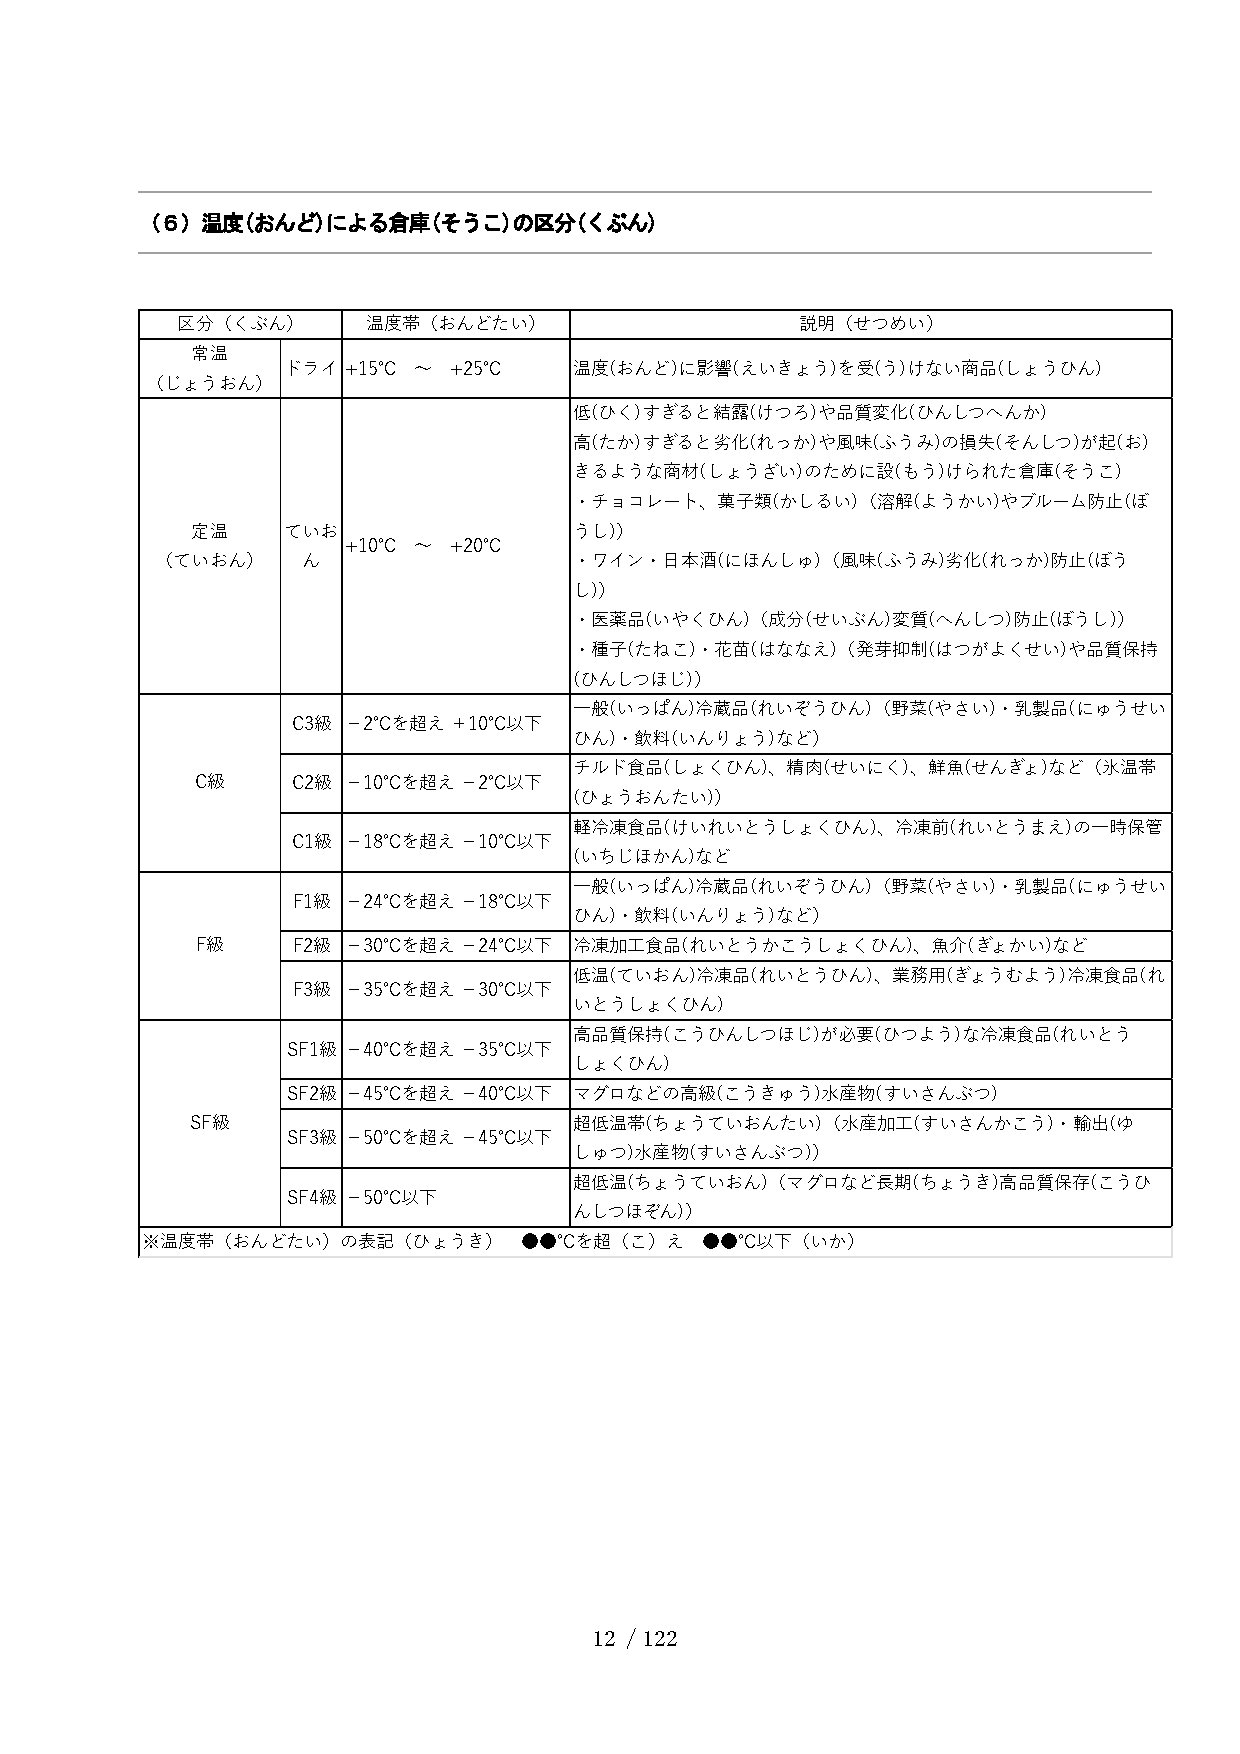 （６）温度(おんど)による倉庫(そうこ)の区分(くぶん)
区分（くぶん） 温度帯（おんどたい） 説明（せつめい）
常温
（じょうおん）
ドライ +15℃ ～ +25℃ 温度(おんど)に影響(えいきょう)を受(う)けない商品(しょうひん)
定温
（ていおん）
ていお
ん
+10℃ ～ +20℃
低(ひく)すぎると結露(けつろ)や品質変化(ひんしつへんか)
高(たか)すぎると劣化(れっか)や風味(ふうみ)の損失(そんしつ)が起(お)
きるような商材(しょうざい)のために設(もう)けられた倉庫(そうこ)
・チョコレート、菓子類(かしるい)（溶解(ようかい)やブルーム防止(ぼ
うし)）
・ワイン・日本酒(にほんしゅ)（風味(ふうみ)劣化(れっか)防止(ぼう
し)）
・医薬品(いやくひん)（成分(せいぶん)変質(へんしつ)防止(ぼうし)）
・種子(たねこ)・花苗(はななえ)（発芽抑制(はつがよくせい)や品質保持
(ひんしつほじ)）
C級
C3級 －2℃を超え ＋10℃以下
一般(いっぱん)冷蔵品(れいぞうひん)（野菜(やさい)・乳製品(にゅうせい
ひん)・飲料(いんりょう)など）
C2級 －10℃を超え －2℃以下
チルド食品(しょくひん)、精肉(せいにく)、鮮魚(せんぎょ)など（氷温帯
(ひょうおんたい)）
C1級 －18℃を超え －10℃以下
軽冷凍食品(けいれいとうしょくひん)、冷凍前(れいとうまえ)の一時保管
(いちじほかん)など
F級
F1級 －24℃を超え －18℃以下
一般(いっぱん)冷蔵品(れいぞうひん)（野菜(やさい)・乳製品(にゅうせい
ひん)・飲料(いんりょう)など）
F2級 －30℃を超え －24℃以下 冷凍加工食品(れいとうかこうしょくひん)、魚介(ぎょかい)など
F3級 －35℃を超え －30℃以下
低温(ていおん)冷凍品(れいとうひん)、業務用(ぎょうむよう)冷凍食品(れ
いとうしょくひん)
SF級
SF1級 －40℃を超え －35℃以下
高品質保持(こうひんしつほじ)が必要(ひつよう)な冷凍食品(れいとう
しょくひん)
SF2級 －45℃を超え －40℃以下 マグロなどの高級(こうきゅう)水産物(すいさんぶつ)
SF3級 －50℃を超え －45℃以下
超低温帯(ちょうていおんたい)（水産加工(すいさんかこう)・輸出(ゆ
しゅつ)水産物(すいさんぶつ)）
SF4級 －50℃以下
超低温(ちょうていおん)（マグロなど長期(ちょうき)高品質保存(こうひ
んしつほぞん)）
※温度帯（おんどたい）の表記（ひょうき） ●●℃を超（こ）え ●●℃以下（いか）
12 / 122